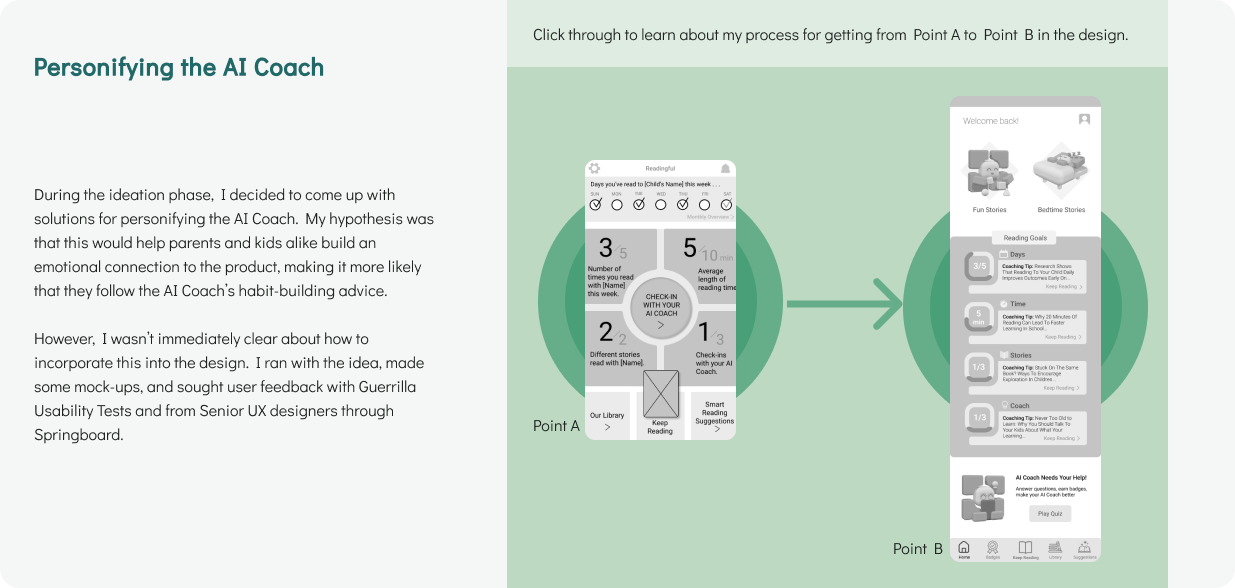 Personifying the AI Coach
During the ideation phase, I decided to come up with
solutions for personifying the AI Coach. My hypothesis was
that this would help parents and kids alike build an
emotional connection to the product, making it more likely
that they follow the AI Coach's habit-building advice.
However, I wasn't immediately clear about how to
incorporate this into the design. I ran with the idea, made
some mock-ups, and sought user feedback with Guerrilla
Usability Tests and from Senior UX designers through
Springboard.
Click through to learn about my process for getting from Point A to Point B in the design.
Point A
Readingful
Days you've read to [Child's Name] this week . . .
SUN MON TUE WED THU FRI SAT
Monthly Overview >
3/5
Number of
times you read
with [Name]
this week.
5/10 min
Average
length of
reading time
CHECK-IN
WITH YOUR
AI COACH
>
2/2
Different stories
read with [Name].
1/3
Check-ins
with your AI
Coach.
Our Library
>
Keep
Reading
Smart
Reading
Suggestions
>
Point B
Welcome back!
Fun Stories
Bedtime Stories
Reading Goals
Days
3/5
Coaching Tip: Research Shows
That Reading To Your Child Daily
Improves Outcomes Early On...
Keep Reading >
Time
5
min
Coaching Tip: Why 20 Minutes Of
Reading Can Lead To Faster
Learning In School...
Keep Reading >
Stories
1/3
Coaching Tip: Stuck On The Same
Book? Ways To Encourage
Exploration In Children...
Keep Reading >
Coach
1/3
Coaching Tip: Never Too Old to
Learn: Why You Should Talk To
Your Kids About What Your
Learning...
Keep Reading >
AI Coach Needs Your Help!
Answer questions, earn badges,
make your AI Coach better
Play Quiz
Home
Badges
Keep Reading
Library
Suggestions